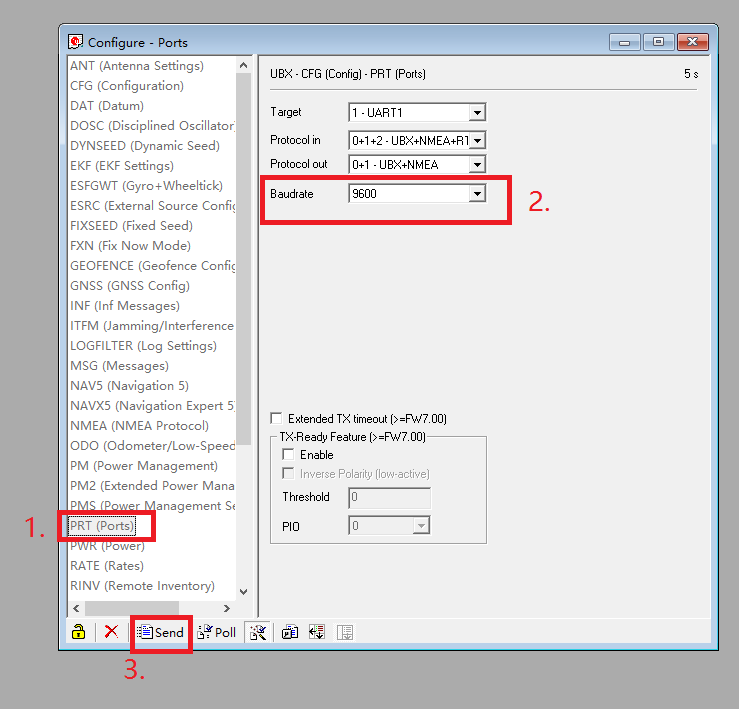 Configure - Ports
ANT (Antenna Settings)
CFG (Configuration)
DAT (Datum)
DOSC (Disciplined Oscillator)
DYNSEED (Dynamic Seed)
EKF (EKF Settings)
ESFGWT (Gyro+Wheeltick)
ESRC (External Source Config
FIXSEED (Fixed Seed)
FXN (Fix Now Mode)
GEOFENCE (Geofence Config
GNSS (GNSS Config)
INF (Inf Messages)
ITFM (Jamming/Interference
LOGFILTER (Log Settings)
MSG (Messages)
NAV5 (Navigation 5)
NAVX5 (Navigation Expert 5)
NMEA (NMEA Protocol)
ODO (Odometer/Low-Speed
PM (Power Management)
PM2 (Extended Power Mana
PMS (Power Management Se
1.
PRT (Ports)
PWR (Power)
RATE (Rates)
RINV (Remote Inventory)
UBX - CFG (Config) - PRT (Ports)
5 s
Target
1 - UART1
Protocol in
0+1+2 - UBX+NMEA+RT
Protocol out
0+1 - UBX+NMEA
Baudrate
9600
2.
Extended TX timeout (>=FW7.00)
TX-Ready Feature (>=FW7.00)
Enable
Inverse Polarity (low-active)
Threshold
0
PIO
0
Send
Poll
3.